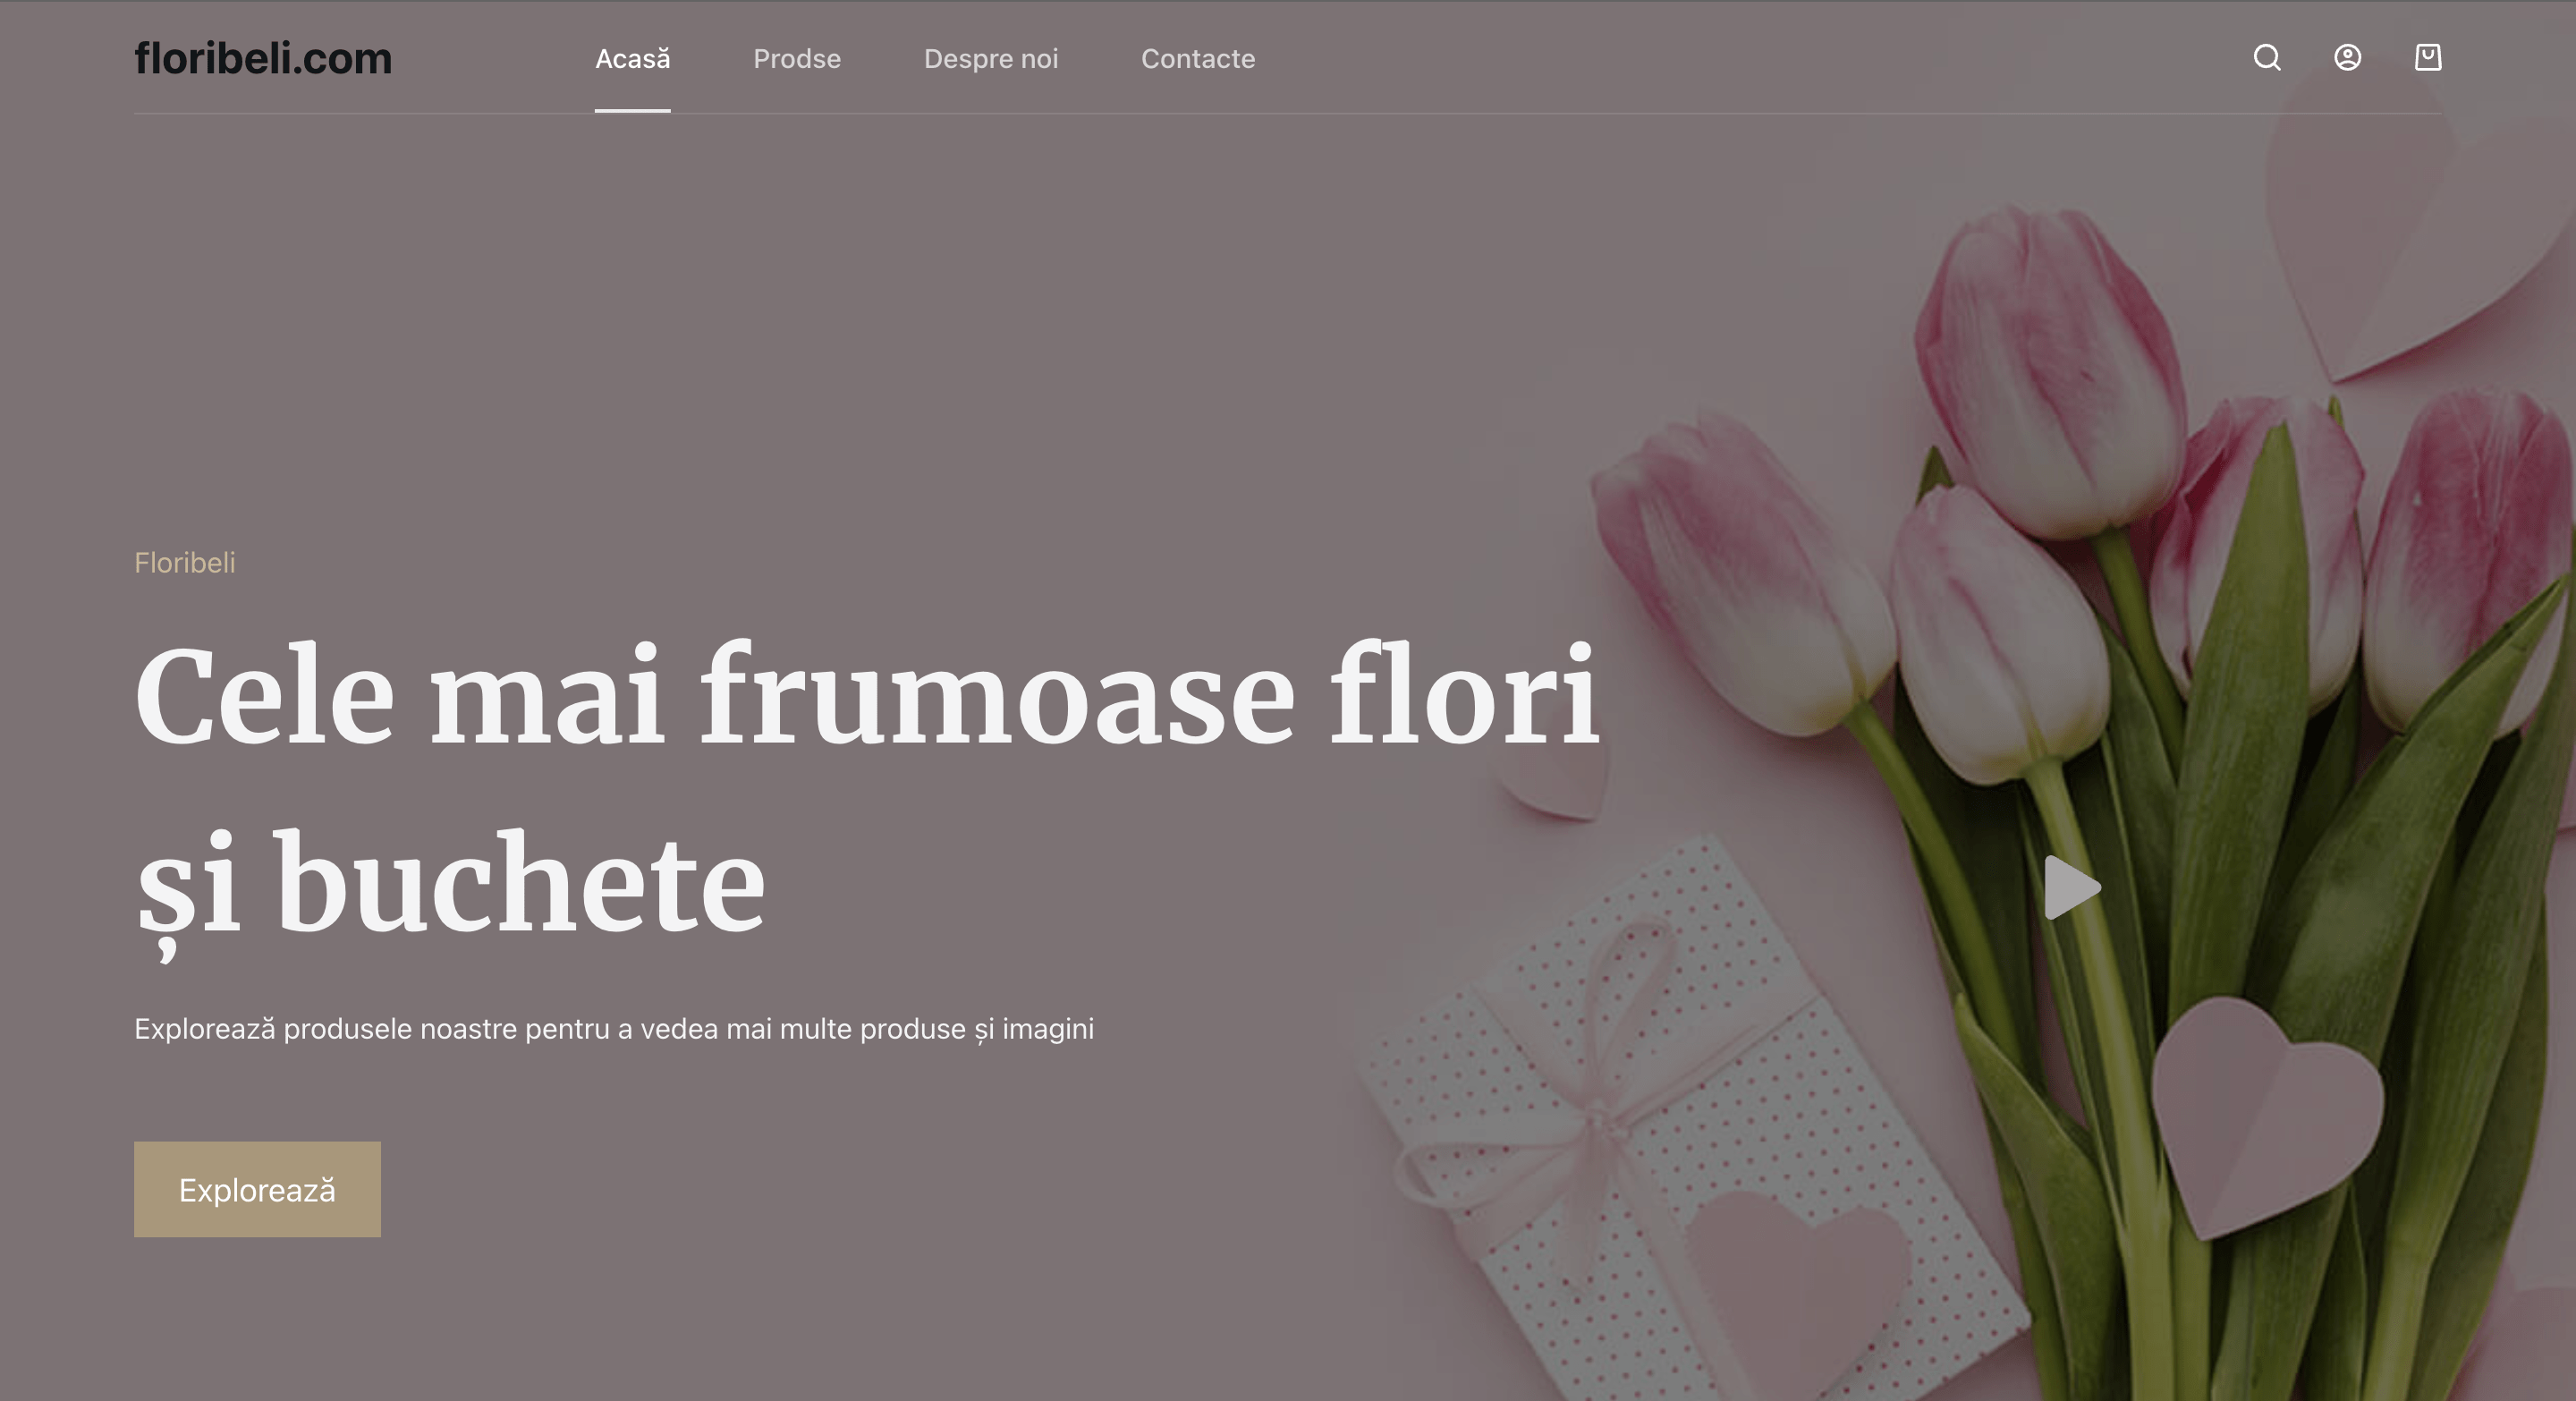 floribeli.com
Acasă
Prodse
Despre noi
Contacte
Floribeli
Cele mai frumoase flori
și buchete
Explorează produsele noastre pentru a vedea mai multe produse și imagini
Explorează